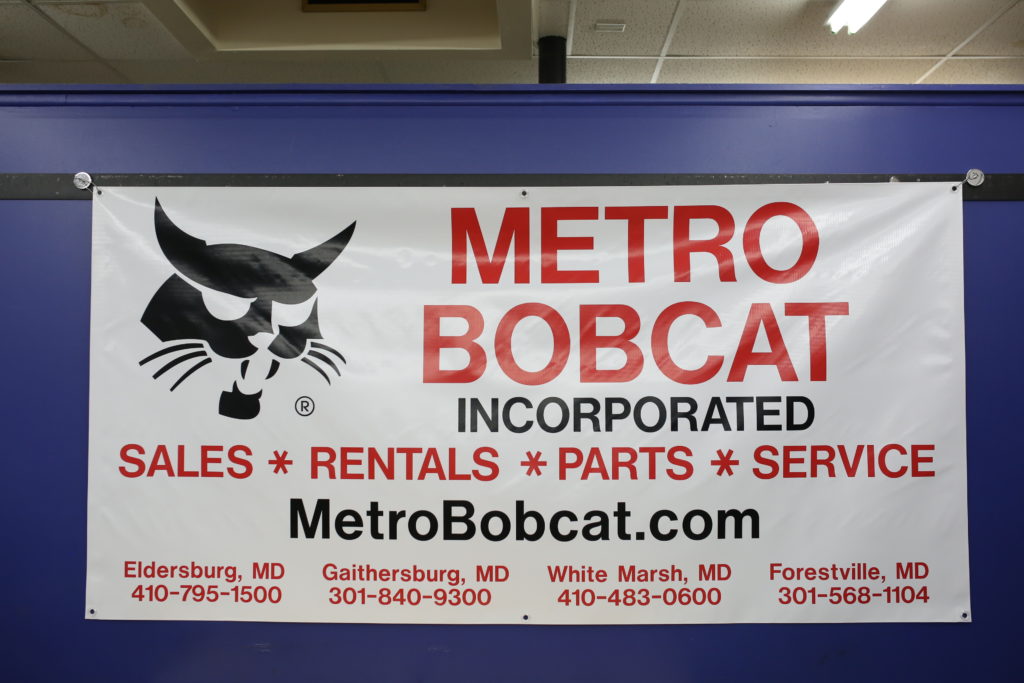 METRO
BOBCAT
INCORPORATED
®
SALES * RENTALS * PARTS * SERVICE
MetroBobcat.com
Eldersburg, MD Gaithersburg, MD White Marsh, MD Forestville, MD
410-795-1500 301-840-9300 410-483-0600 301-568-1104